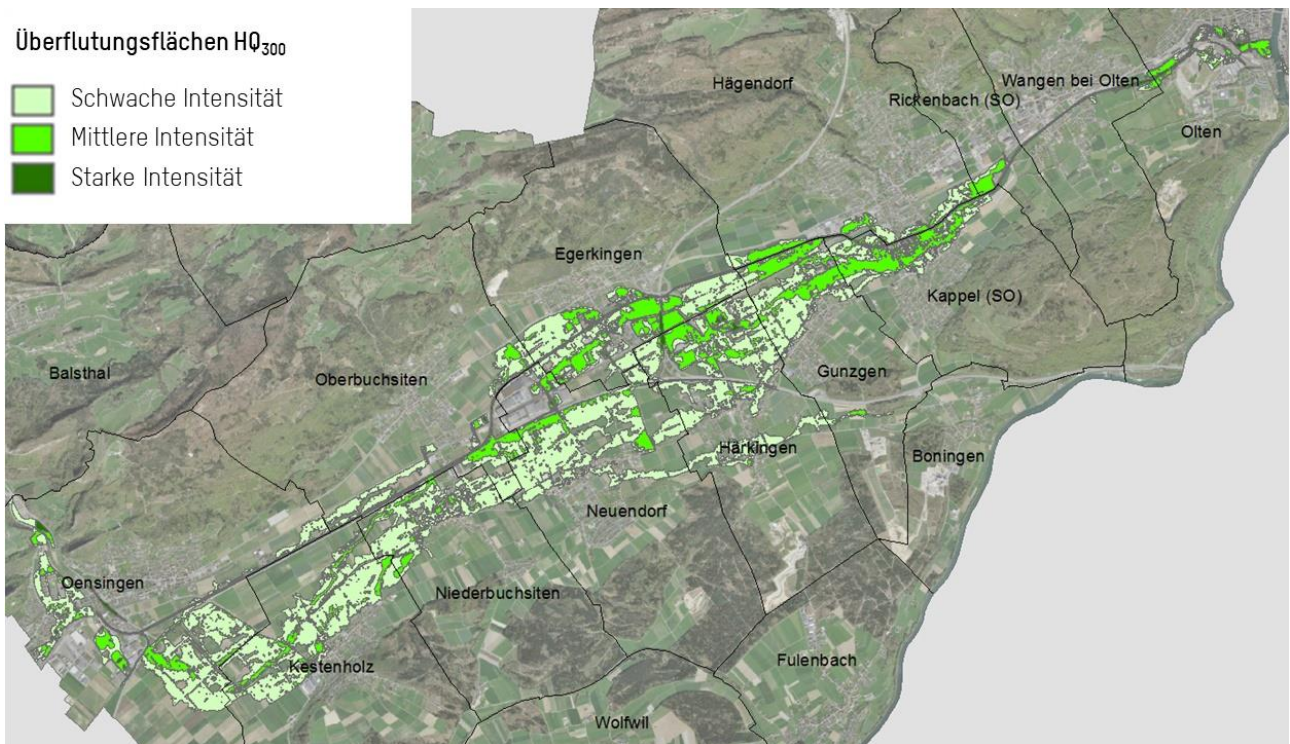 Überflutungsflächen HQ300
Schwache Intensität
Mittlere Intensität
Starke Intensität
Hägendorf
Rickenbach (SO)
Wangen bei Olten
Olten
Egerkingen
Kappel (SO)
Balsthal
Oberbuchsiten
Gunzgen
Härkingen
Boningen
Neuendorf
Oensingen
Niederbuchsiten
Kestenholz
Fulenbach
Wolfwil